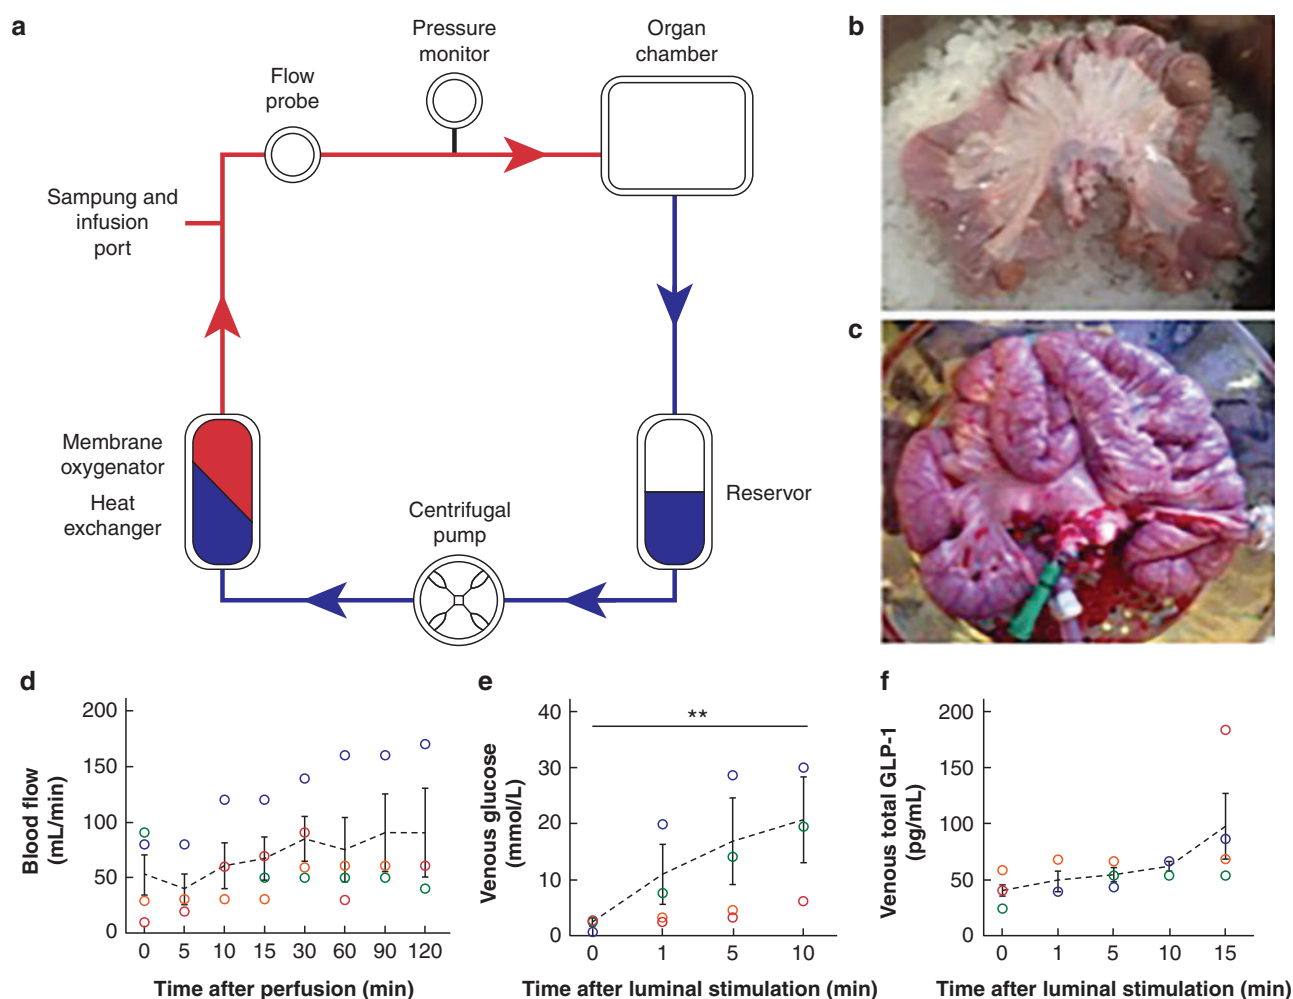 a
Pressure
monitor
Organ
chamber
Flow
probe
Sampung and
infusion
port
Membrane
oxygenator
Heat
exchanger
Centrifugal
pump
Reservor
b
c
d
Blood flow
(mL/min)
200
150
100
50
0
0 5 10 15 30 60 90 120
Time after perfusion (min)
e
Venous glucose
(mmol/L)
40
30
20
10
0
**
0 1 5 10
Time after luminal stimulation (min)
f
Venous total GLP-1
(pg/mL)
200
150
100
50
0
0 1 5 10 15
Time after luminal stimulation (min)